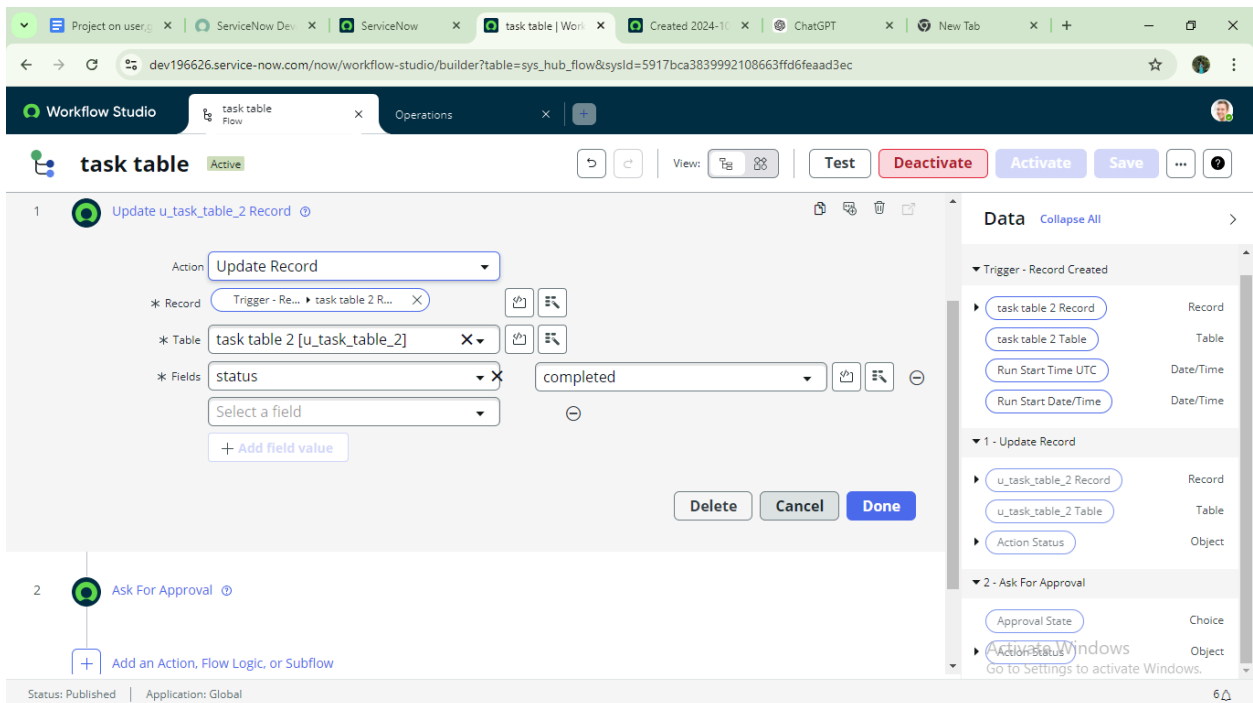 Project on user,g
ServiceNow Dev
ServiceNow
task table | Work
Created 2024-10
ChatGPT
New Tab
dev196626.service-now.com/now/workflow-studio/builder?table=sys_hub_flow&sysId=5917bca3839992108663ffd6feaad3ec
Workflow Studio
task table
Flow
Operations
task table
Active
View:
Test
Deactivate
Activate
Save
1
Update u_task_table_2 Record
Action
Update Record
* Record
Trigger - Re... ▸ task table 2 R...
* Table
task table 2 [u_task_table_2]
* Fields
status
completed
Select a field
+ Add field value
Delete
Cancel
Done
2
Ask For Approval
Add an Action, Flow Logic, or Subflow
Data
Collapse All
Trigger - Record Created
task table 2 Record
Record
task table 2 Table
Table
Run Start Time UTC
Date/Time
Run Start Date/Time
Date/Time
1 - Update Record
u_task_table_2 Record
Record
u_task_table_2 Table
Table
Action Status
Object
2 - Ask For Approval
Approval State
Choice
Action Status
Object
Activate Windows
Go to Settings to activate Windows.
Status: Published
Application: Global
6